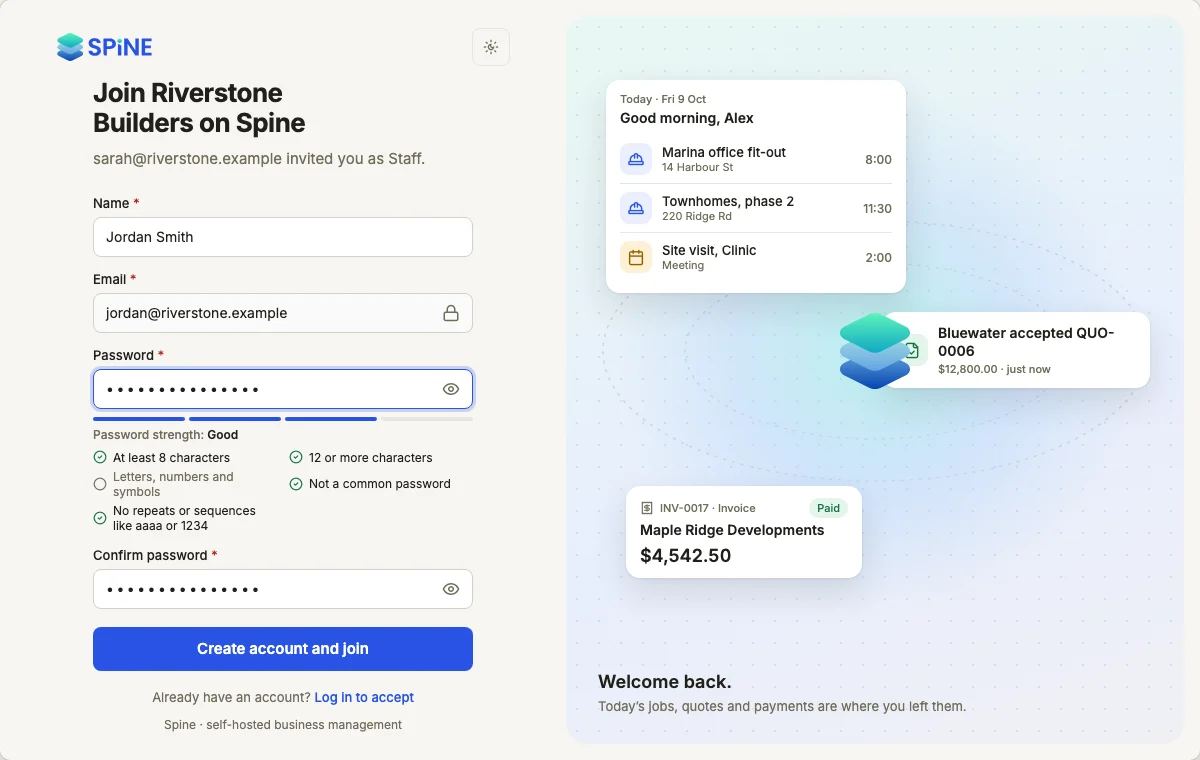 SPiNE
Join Riverstone
Builders on Spine
sarah@riverstone.example invited you as Staff.
Name *
Jordan Smith
Email *
jordan@riverstone.example
Password *
•••••••••••••••
Password strength: Good
At least 8 characters
12 or more characters
Letters, numbers and
symbols
Not a common password
No repeats or sequences
like aaaa or 1234
Confirm password *
•••••••••••••••
Create account and join
Already have an account? Log in to accept
Spine · self-hosted business management
Today · Fri 9 Oct
Good morning, Alex
Marina office fit-out
14 Harbour St
8:00
Townhomes, phase 2
220 Ridge Rd
11:30
Site visit, Clinic
Meeting
2:00
Bluewater accepted QUO-
0006
$12,800.00 · just now
INV-0017 · Invoice
Paid
Maple Ridge Developments
$4,542.50
Welcome back.
Today's jobs, quotes and payments are where you left them.